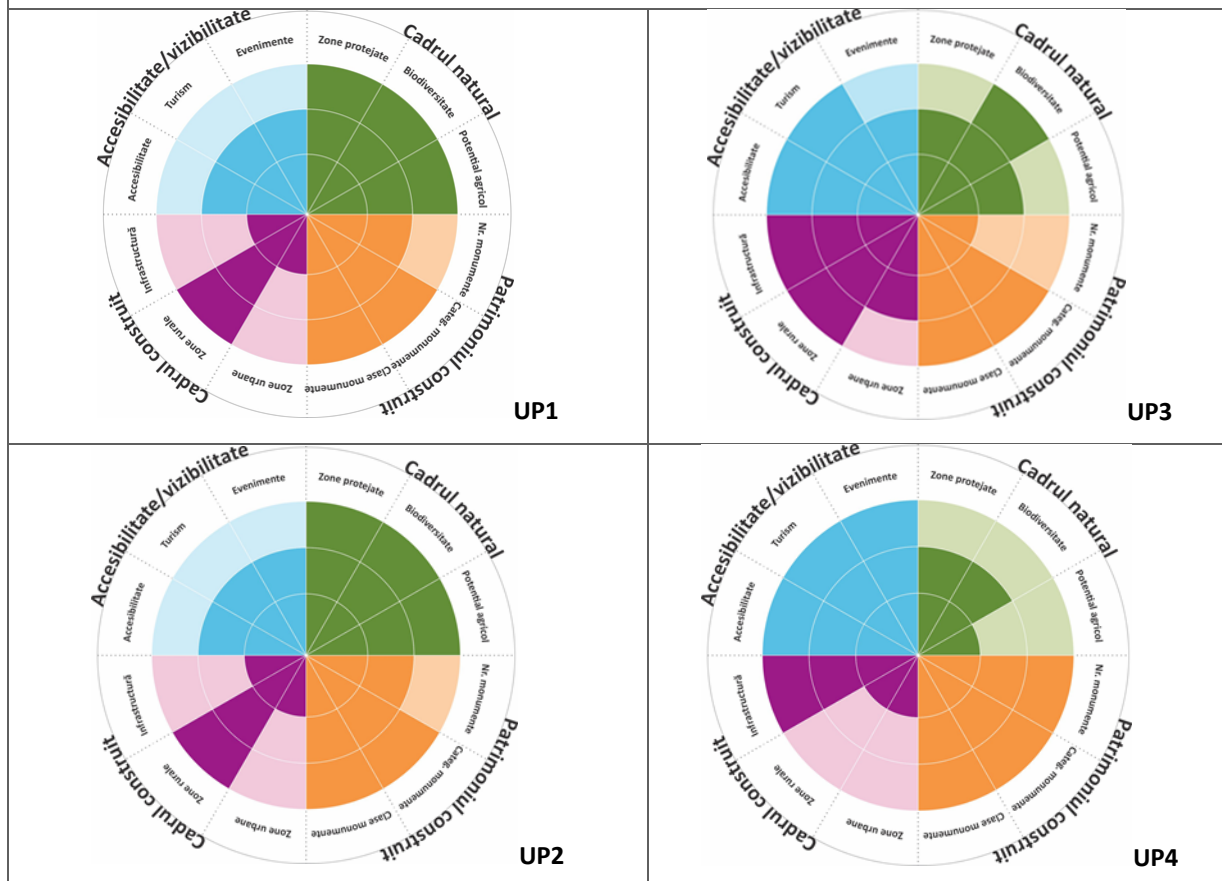 Accesibilitate/vizibilitate
Cadrul natural
Patrimoniul construit
Cadrul construit
Evenimente
Zone protejate
Biodiversitate
Potential agricol
Nr. monumente
Categ. monumente
Clase monumente
Zone urbane
Zone rurale
Infrastructură
Accesibilitate
Turism
UP1
Accesibilitate/vizibilitate
Cadrul natural
Patrimoniul construit
Cadrul construit
Evenimente
Zone protejate
Biodiversitate
Potential agricol
Nr. monumente
Categ. monumente
Clase monumente
Zone urbane
Zone rurale
Infrastructură
Accesibilitate
Turism
UP3
Accesibilitate/vizibilitate
Cadrul natural
Patrimoniul construit
Cadrul construit
Evenimente
Zone protejate
Biodiversitate
Potential agricol
Nr. monumente
Categ. monumente
Clase monumente
Zone urbane
Zone rurale
Infrastructură
Accesibilitate
Turism
UP2
Accesibilitate/vizibilitate
Cadrul natural
Patrimoniul construit
Cadrul construit
Evenimente
Zone protejate
Biodiversitate
Potential agricol
Nr. monumente
Categ. monumente
Clase monumente
Zone urbane
Zone rurale
Infrastructură
Accesibilitate
Turism
UP4